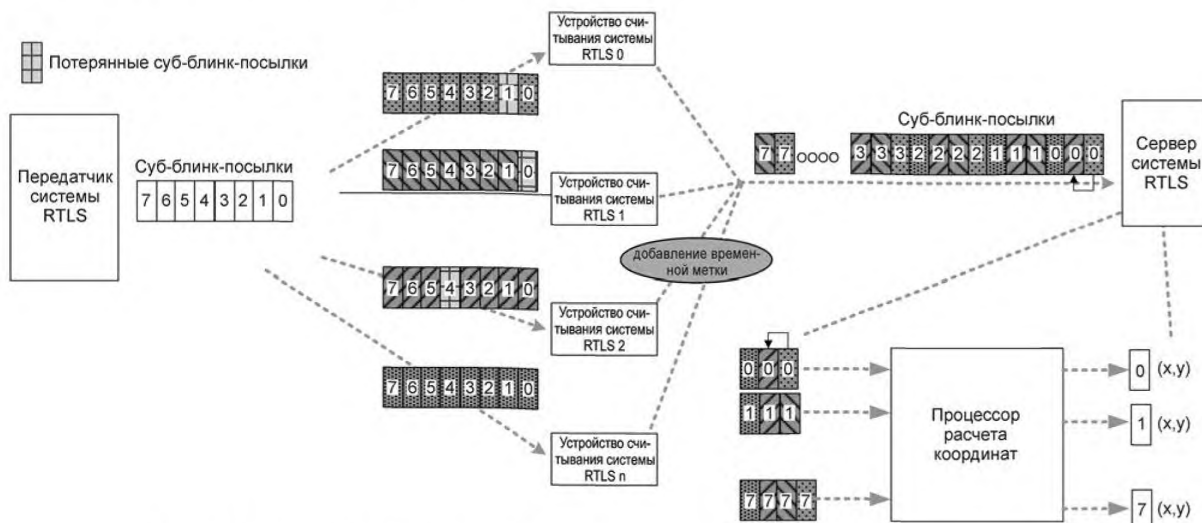 Потерянные суб-блинк-посылки
Передатчик
системы
RTLS
Суб-блинк-посылки
7 6 5 4 3 2 1 0
7 6 5 4 3 2 1 0
7 6 5 4 3 2 1 0
7 6 5 4 3 2 1 0
7 6 5 4 3 2 1 0
Устройство счи-
тывания системы
RTLS 0
Устройство счи-
тывания системы
RTLS 1
Устройство счи-
тывания системы
RTLS 2
Устройство счи-
тывания системы
RTLS n
добавление времен-
ной метки
Суб-блинк-посылки
7 7 оооо 3 3 3 2 2 2 2 1 1 1 0 0 0
Сервер
системы
RTLS
0 0 0
1 1 1
7 7 7 7
Процессор
расчета
координат
0 (x,y)
1 (x,y)
7 (x,y)